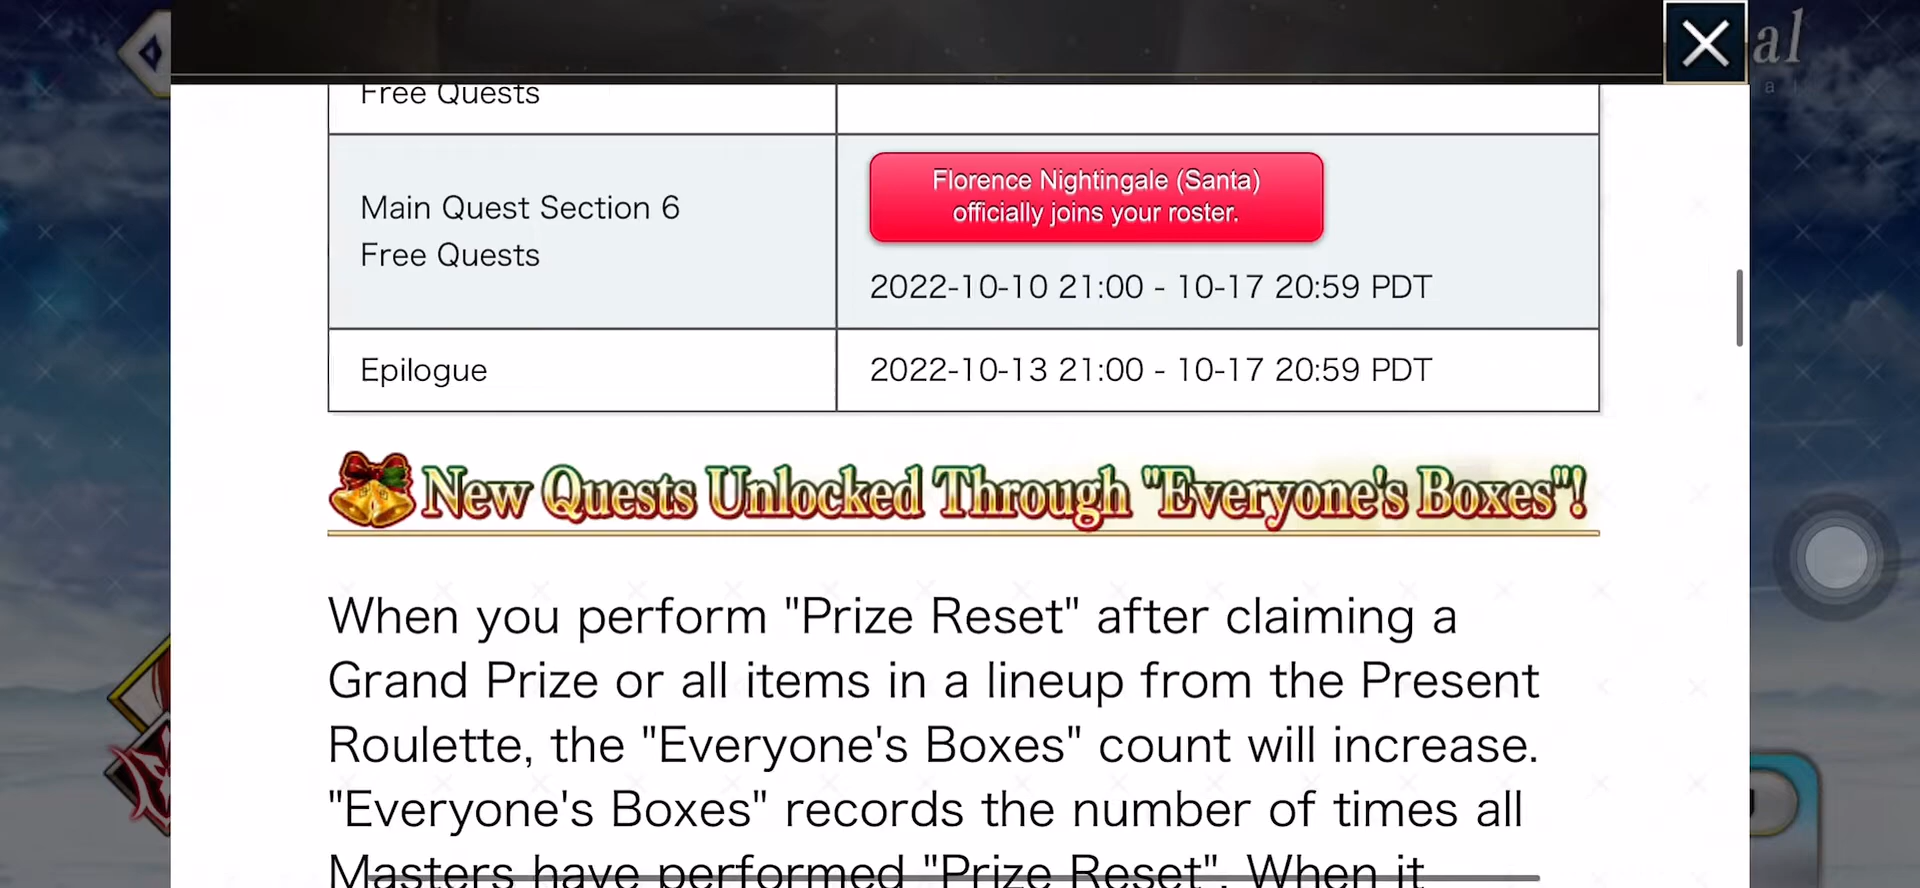 al
a l
Free Quests
Main Quest Section 6
Free Quests
Florence Nightingale (Santa)
officially joins your roster.
2022-10-10 21:00 - 10-17 20:59 PDT
Epilogue
2022-10-13 21:00 - 10-17 20:59 PDT
New Quests Unlocked Through "Everyone's Boxes"!
When you perform "Prize Reset" after claiming a
Grand Prize or all items in a lineup from the Present
Roulette, the "Everyone's Boxes" count will increase.
"Everyone's Boxes" records the number of times all
Masters have performed "Prize Reset". When it